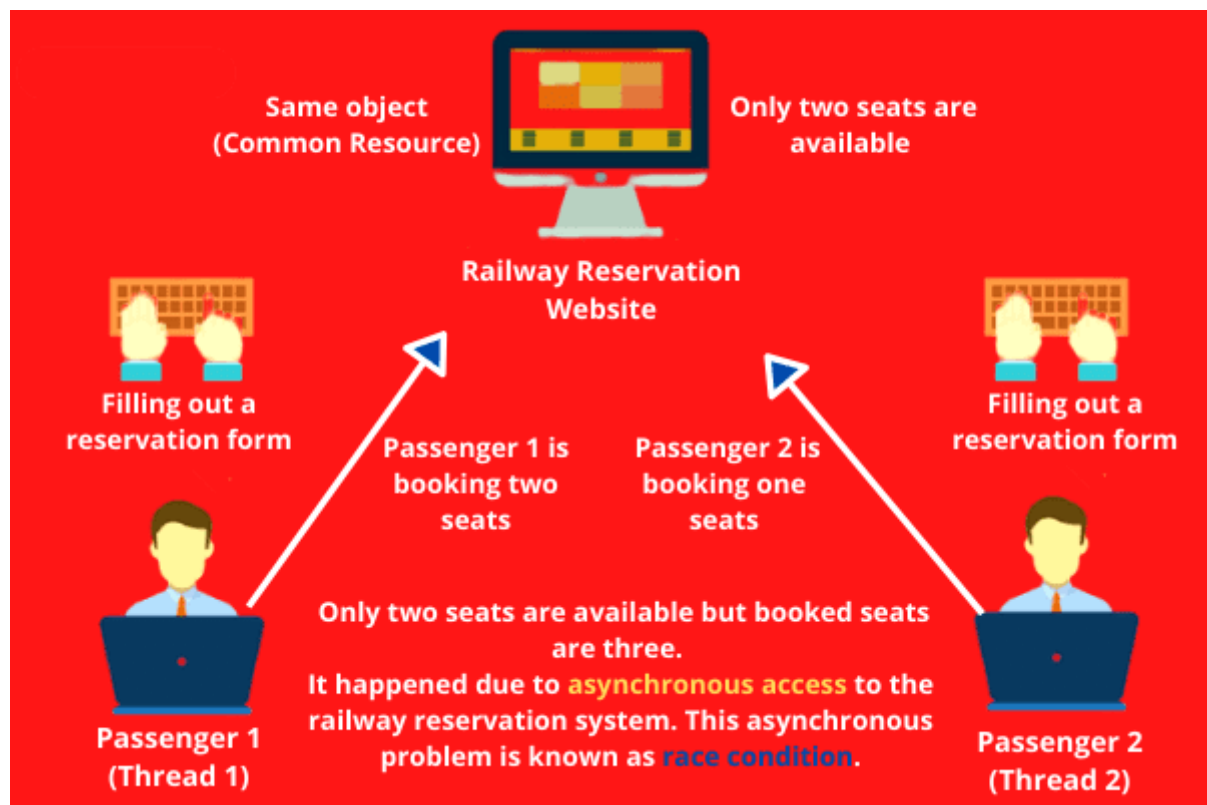 Same object
(Common Resource)
Only two seats are
available
Railway Reservation
Website
Filling out a
reservation form
Filling out a
reservation form
Passenger 1 is
booking two
seats
Passenger 2 is
booking one
seats
Only two seats are available but booked seats
are three.
It happened due to asynchronous access to the
railway reservation system. This asynchronous
problem is known as race condition.
Passenger 1
(Thread 1)
Passenger 2
(Thread 2)